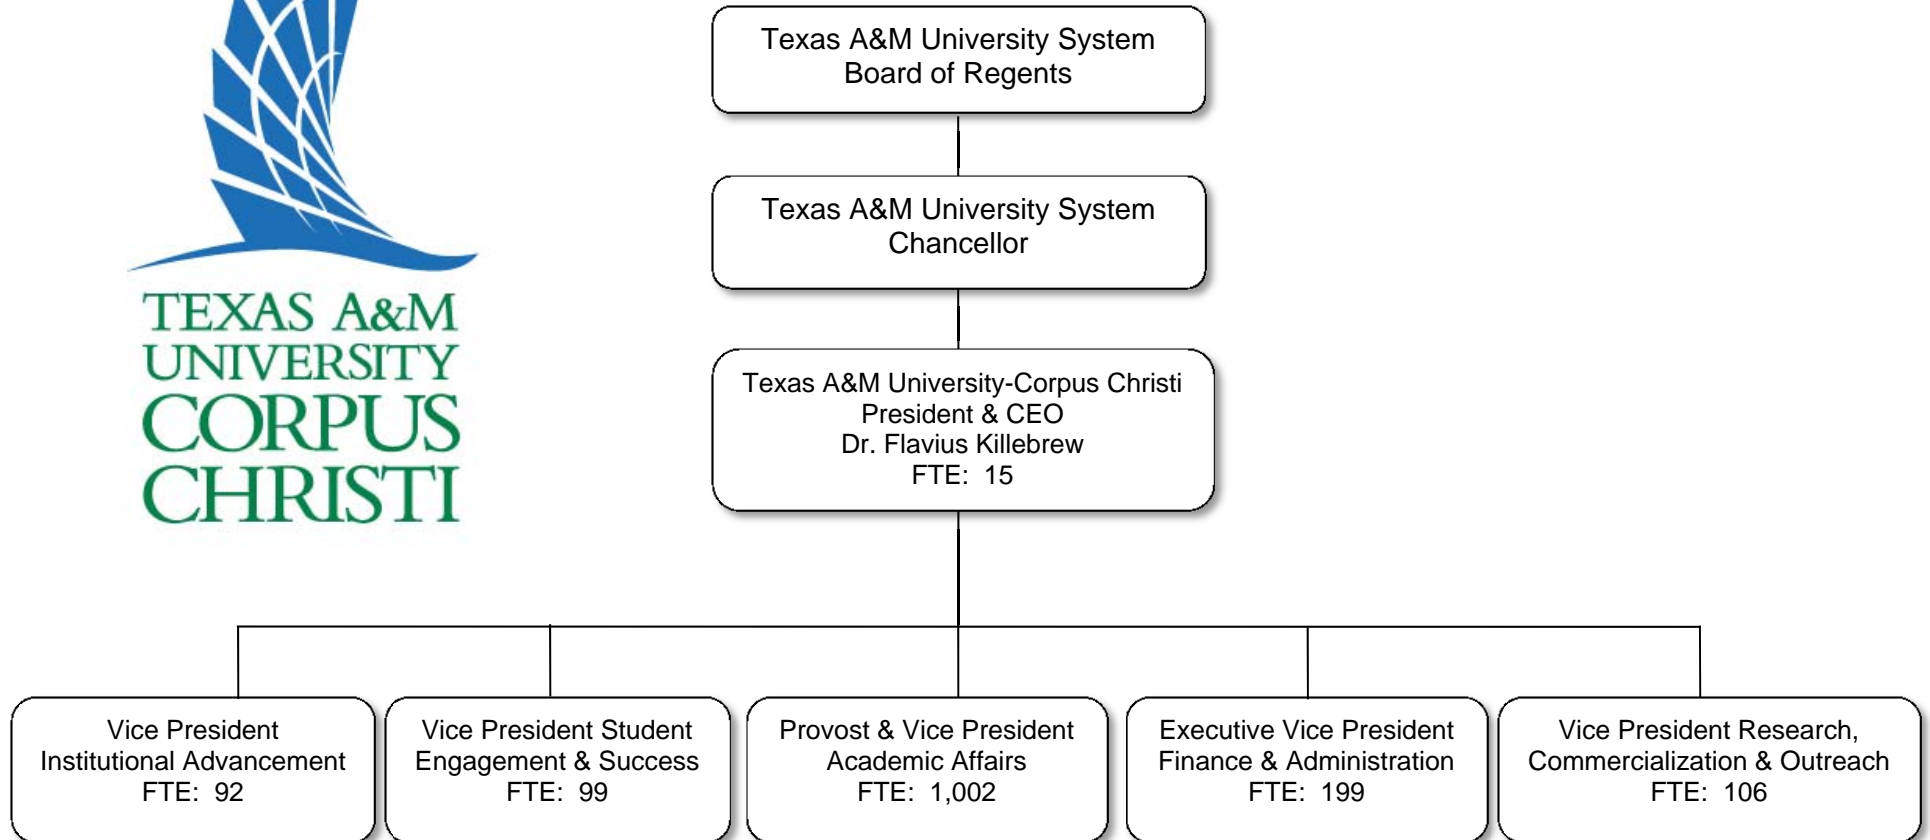 TEXAS A&M
UNIVERSITY
CORPUS
CHRISTI
Texas A&M University System
Board of Regents
Texas A&M University System
Chancellor
Texas A&M University-Corpus Christi
President & CEO
Dr. Flavius Killebrew
FTE:  15
Vice President
Institutional Advancement
FTE:  92
Vice President Student
Engagement & Success
FTE:  99
Provost & Vice President
Academic Affairs
FTE:  1,002
Executive Vice President
Finance & Administration
FTE:  199
Vice President Research,
Commercialization & Outreach
FTE:  106